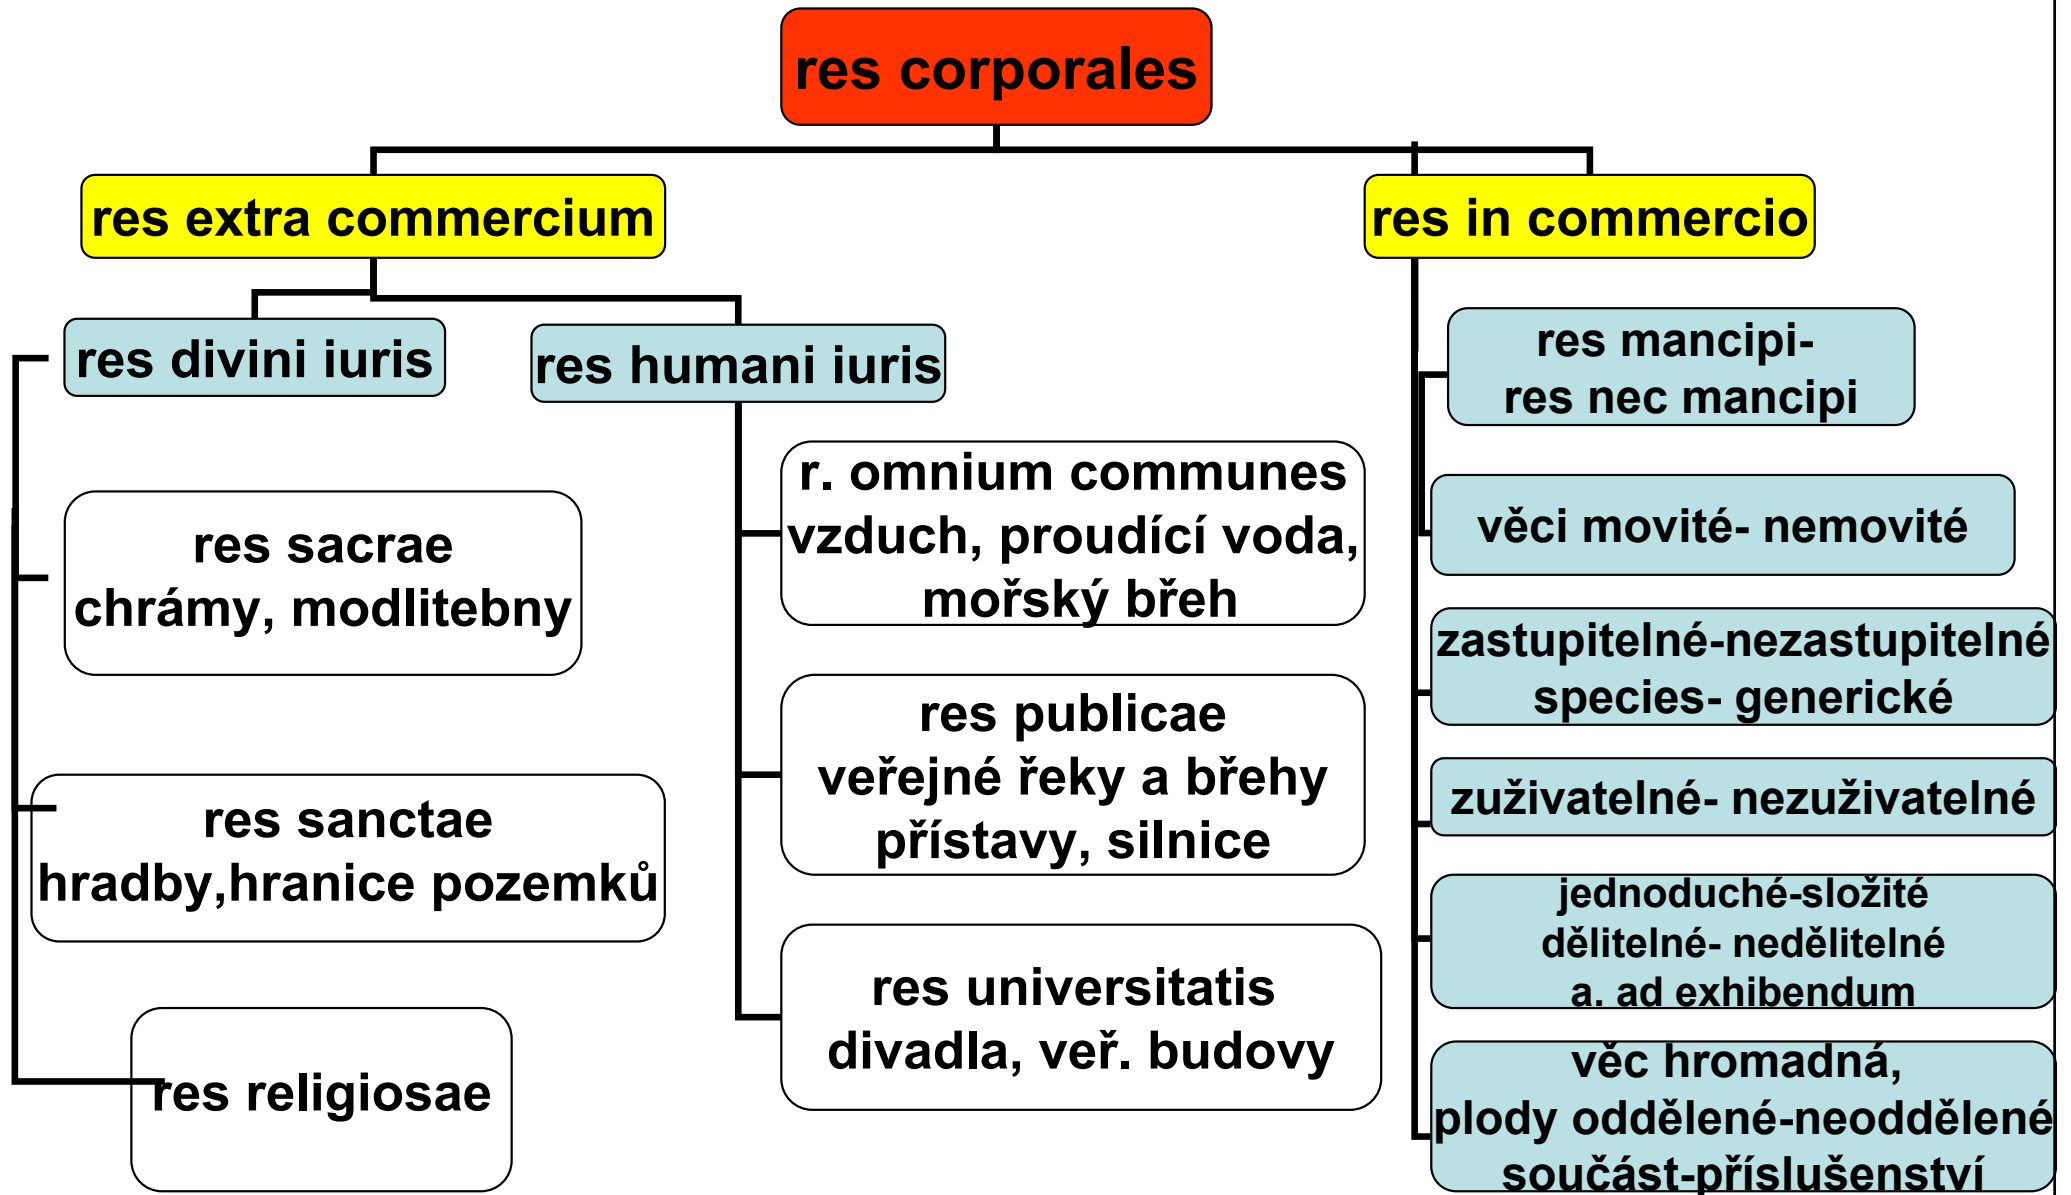 res corporales
res extra commercium
res in commercio
res divini iuris
res humani iuris
res sacrae
chrámy, modlitebny
res sanctae
hradby,hranice pozemků
res religiosae
r. omnium communes
vzduch, proudící voda,
mořský břeh
res publicae
veřejné řeky a břehy
přístavy, silnice
res universitatis
divadla, veř. budovy
res mancipi-
res nec mancipi
věci movité- nemovité
zastupitelné-nezastupitelné
species- generické
zuživatelné- nezuživatelné
jednoduché-složité
dělitelné- nedělitelné
a. ad exhibendum
věc hromadná,
plody oddělené-neoddělené
součást-příslušenství